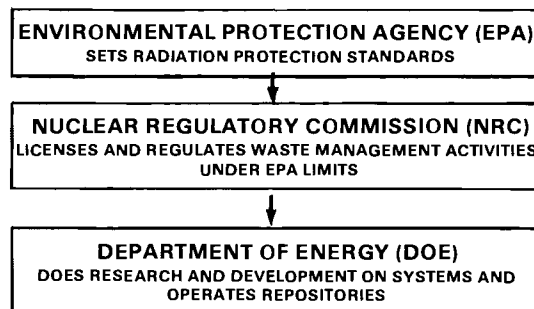 ENVIRONMENTAL PROTECTION AGENCY (EPA)
SETS RADIATION PROTECTION STANDARDS
NUCLEAR REGULATORY COMMISSION (NRC)
LICENSES AND REGULATES WASTE MANAGEMENT ACTIVITIES
UNDER EPA LIMITS
DEPARTMENT OF ENERGY (DOE)
DOES RESEARCH AND DEVELOPMENT ON SYSTEMS AND
OPERATES REPOSITORIES